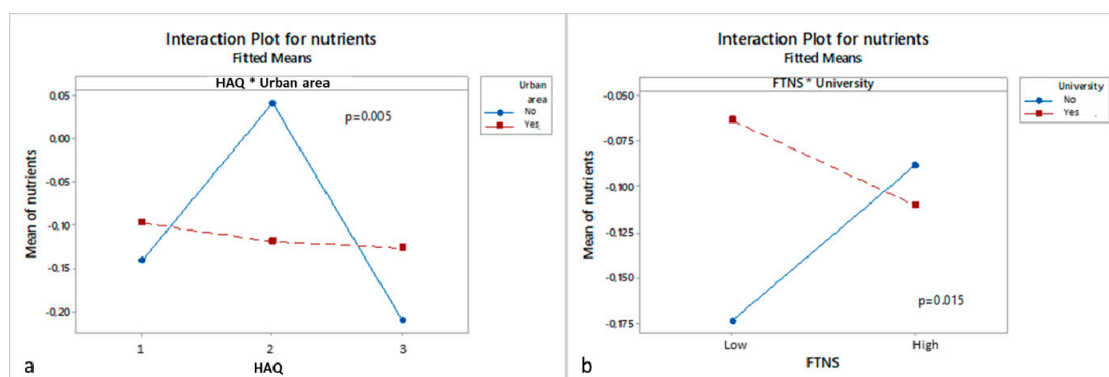 Interaction Plot for nutrients
Fitted Means
HAQ * Urban area
Urban
area
No
Yes
p=0.005
0.05
0.00
-0.05
-0.10
-0.15
-0.20
Mean of nutrients
1 2 3
HAQ
a
Interaction Plot for nutrients
Fitted Means
FTNS * University
University
No
Yes
-0.050
-0.075
-0.100
-0.125
-0.150
-0.175
Mean of nutrients
p=0.015
Low High
FTNS
b